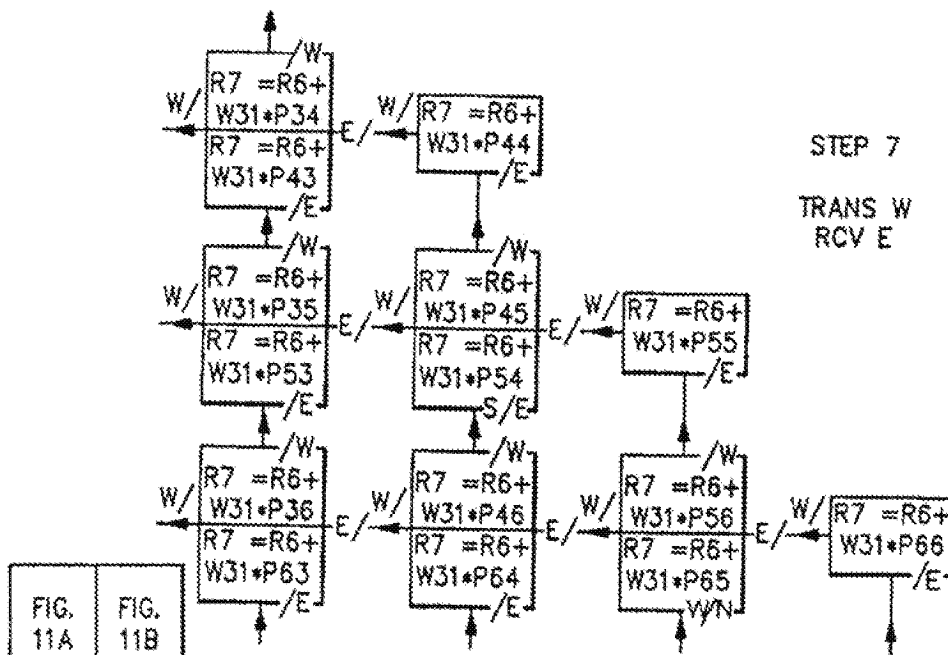 /W
R7 =R6+
W31*P34
R7 =R6+
W31*P43
/E
W/
E/
W/
R7 =R6+
W31*P44
/E
STEP 7
TRANS W
RCV E
/W
R7 =R6+
W31*P35
R7 =R6+
W31*P53
/E
W/
E/
W/
/W
R7 =R6+
W31*P45
R7 =R6+
W31*P54
S/E
E/
W/
R7 =R6+
W31*P55
/E
/W
R7 =R6+
W31*P36
R7 =R6+
W31*P63
/E
W/
E/
W/
/W
R7 =R6+
W31*P46
R7 =R6+
W31*P64
/E
E/
W/
/W
R7 =R6+
W31*P56
R7 =R6+
W31*P65
E/
W/
R7 =R6+
W31*P66
/E
FIG.
11A
FIG.
11B